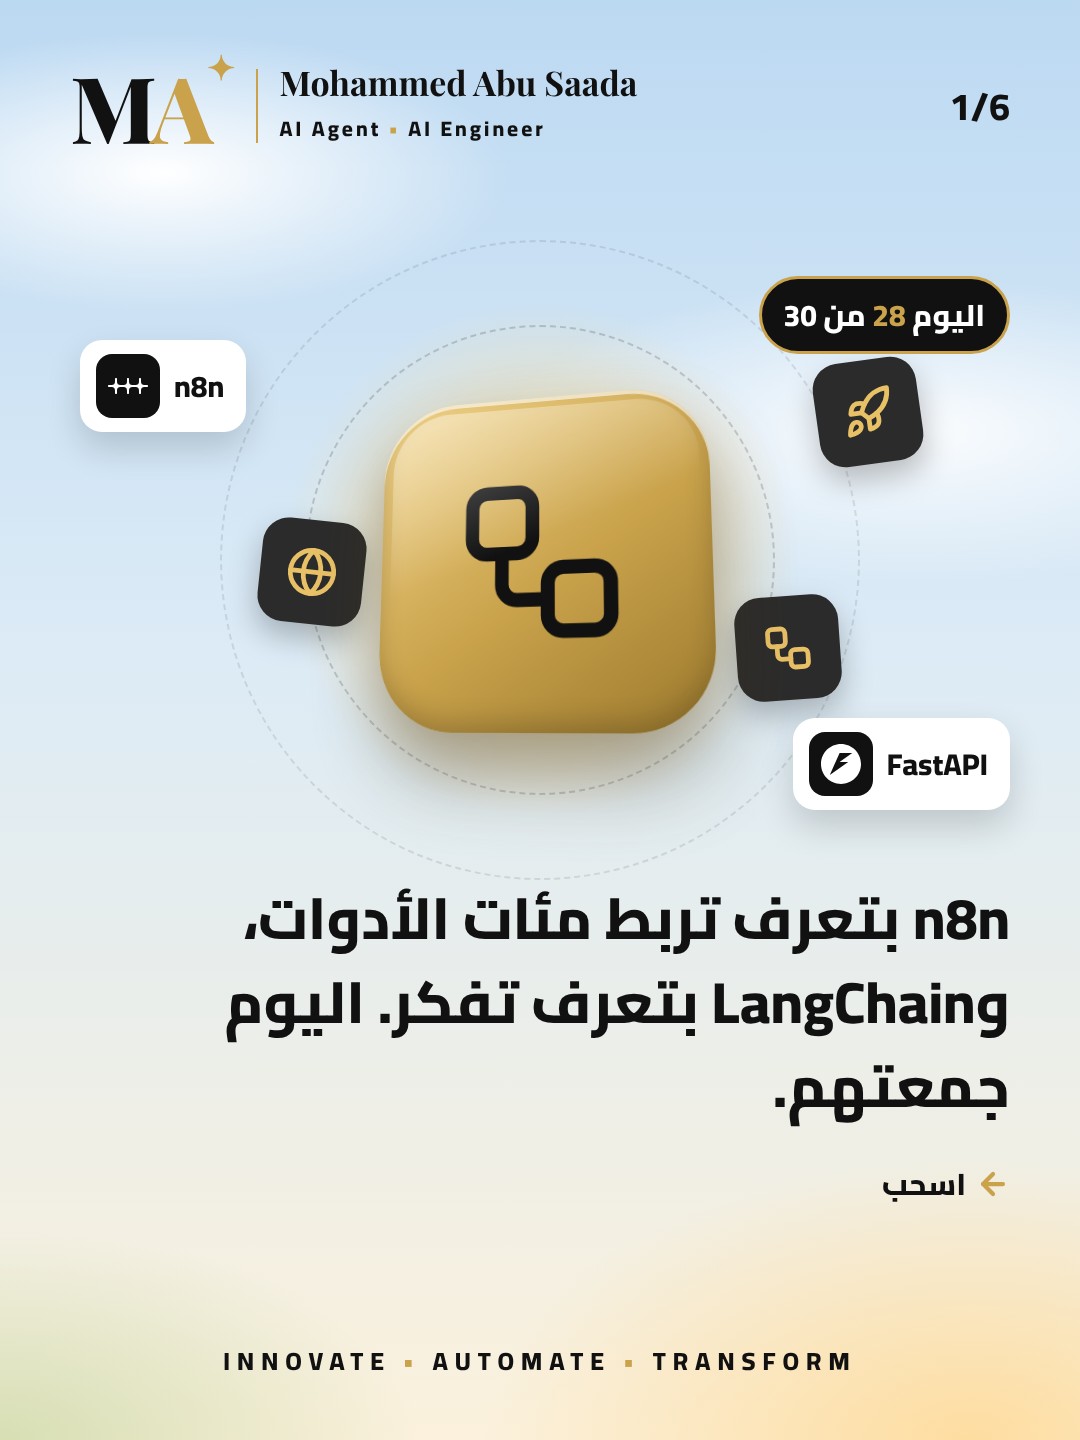 MA
Mohammed Abu Saada
AI Agent ▪ AI Engineer
1/6
اليوم 28 من 30
n8n
FastAPI
n8n بتعرف تربط مئات الأدوات،
وLangChain بتعرف تفكر. اليوم
جمعتهم.
← اسحب
INNOVATE ▪ AUTOMATE ▪ TRANSFORM